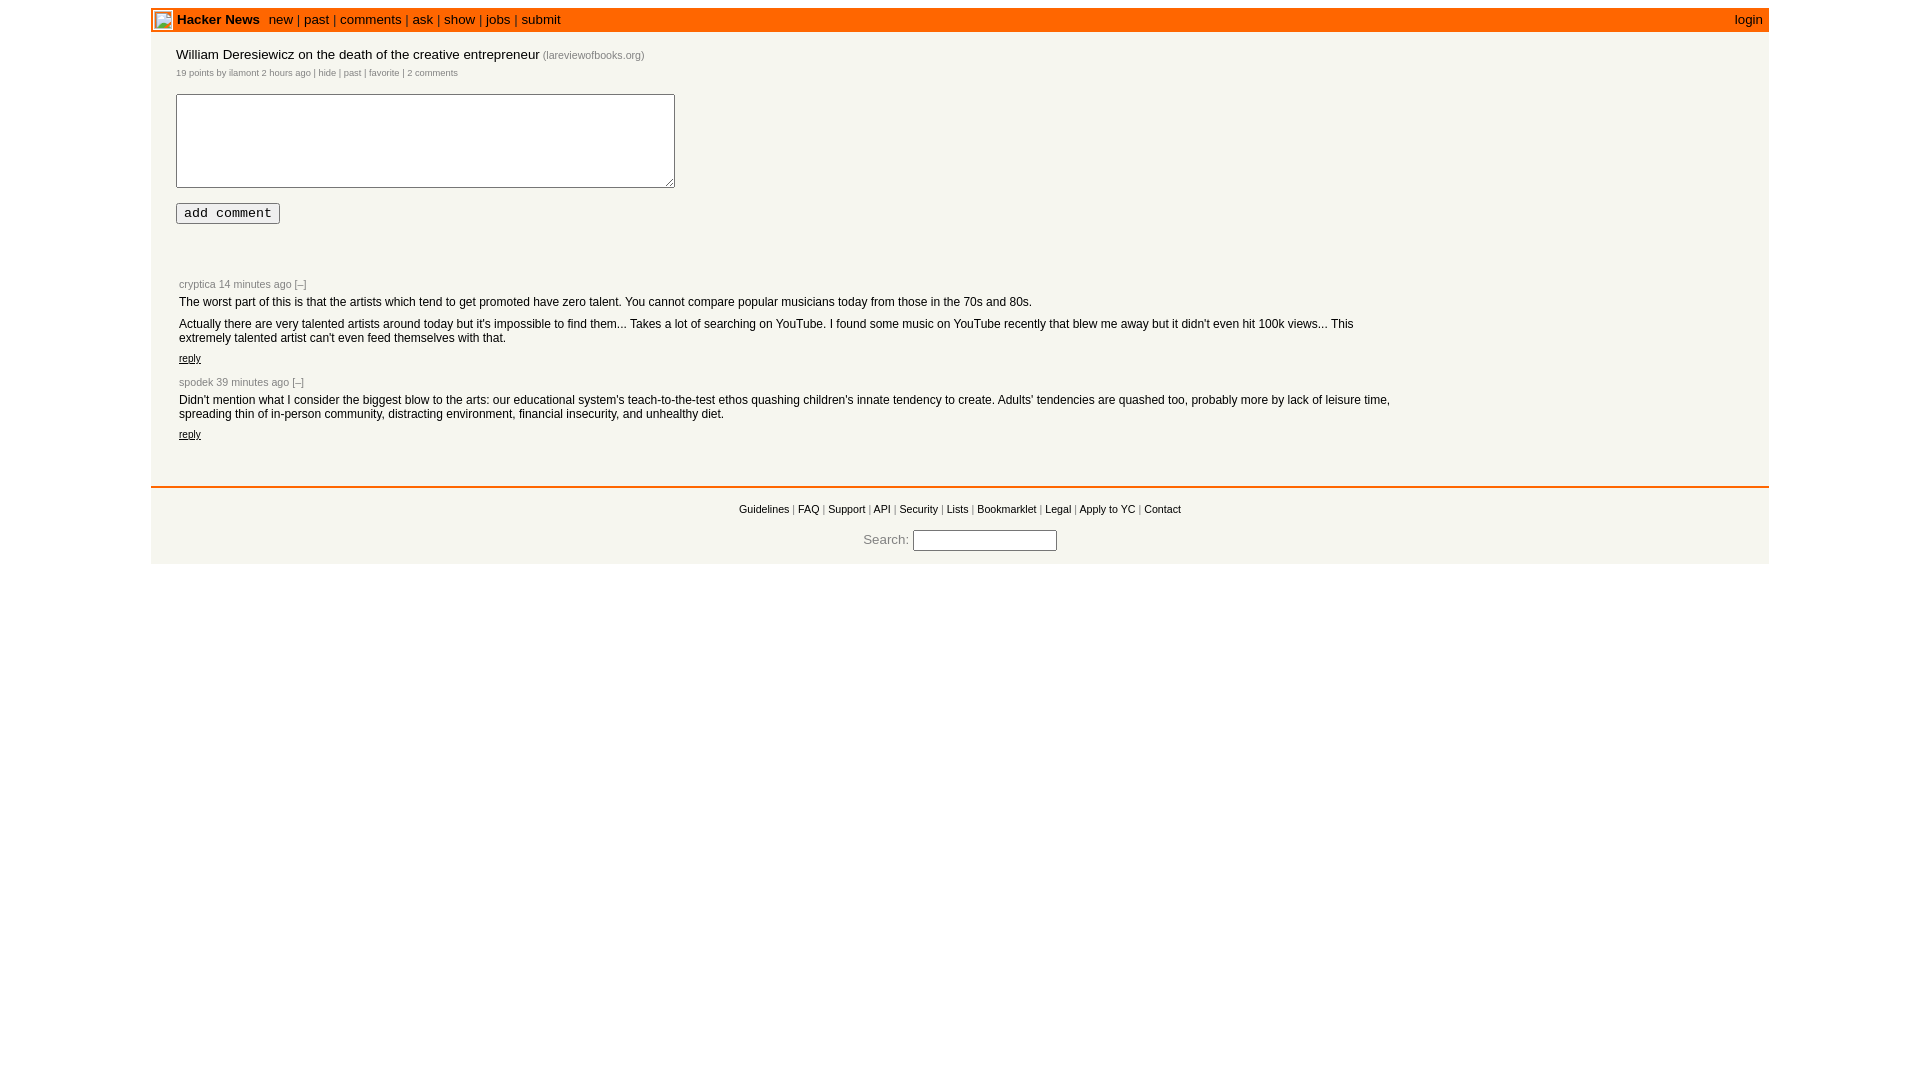 Hacker News new | past | comments | ask | show | jobs | submit login
William Deresiewicz on the death of the creative entrepreneur (lareviewofbooks.org)
19 points by ilamont 2 hours ago | hide | past | favorite | 2 comments
add comment
cryptica 14 minutes ago [–]
The worst part of this is that the artists which tend to get promoted have zero talent. You cannot compare popular musicians today from those in the 70s and 80s.
Actually there are very talented artists around today but it's impossible to find them... Takes a lot of searching on YouTube. I found some music on YouTube recently that blew me away but it didn't even hit 100k views... This
extremely talented artist can't even feed themselves with that.
reply
spodek 39 minutes ago [–]
Didn't mention what I consider the biggest blow to the arts: our educational system's teach-to-the-test ethos quashing children's innate tendency to create. Adults' tendencies are quashed too, probably more by lack of leisure time,
spreading thin of in-person community, distracting environment, financial insecurity, and unhealthy diet.
reply
Guidelines | FAQ | Support | API | Security | Lists | Bookmarklet | Legal | Apply to YC | Contact
Search: